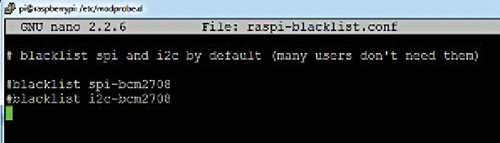 pi@raspberrypi: /etc/modprobe.d
GNU nano 2.2.6 File: raspi-blacklist.conf
# blacklist spi and i2c by default (many users don't need them)
#blacklist spi-bcm2708
#blacklist i2c-bcm2708